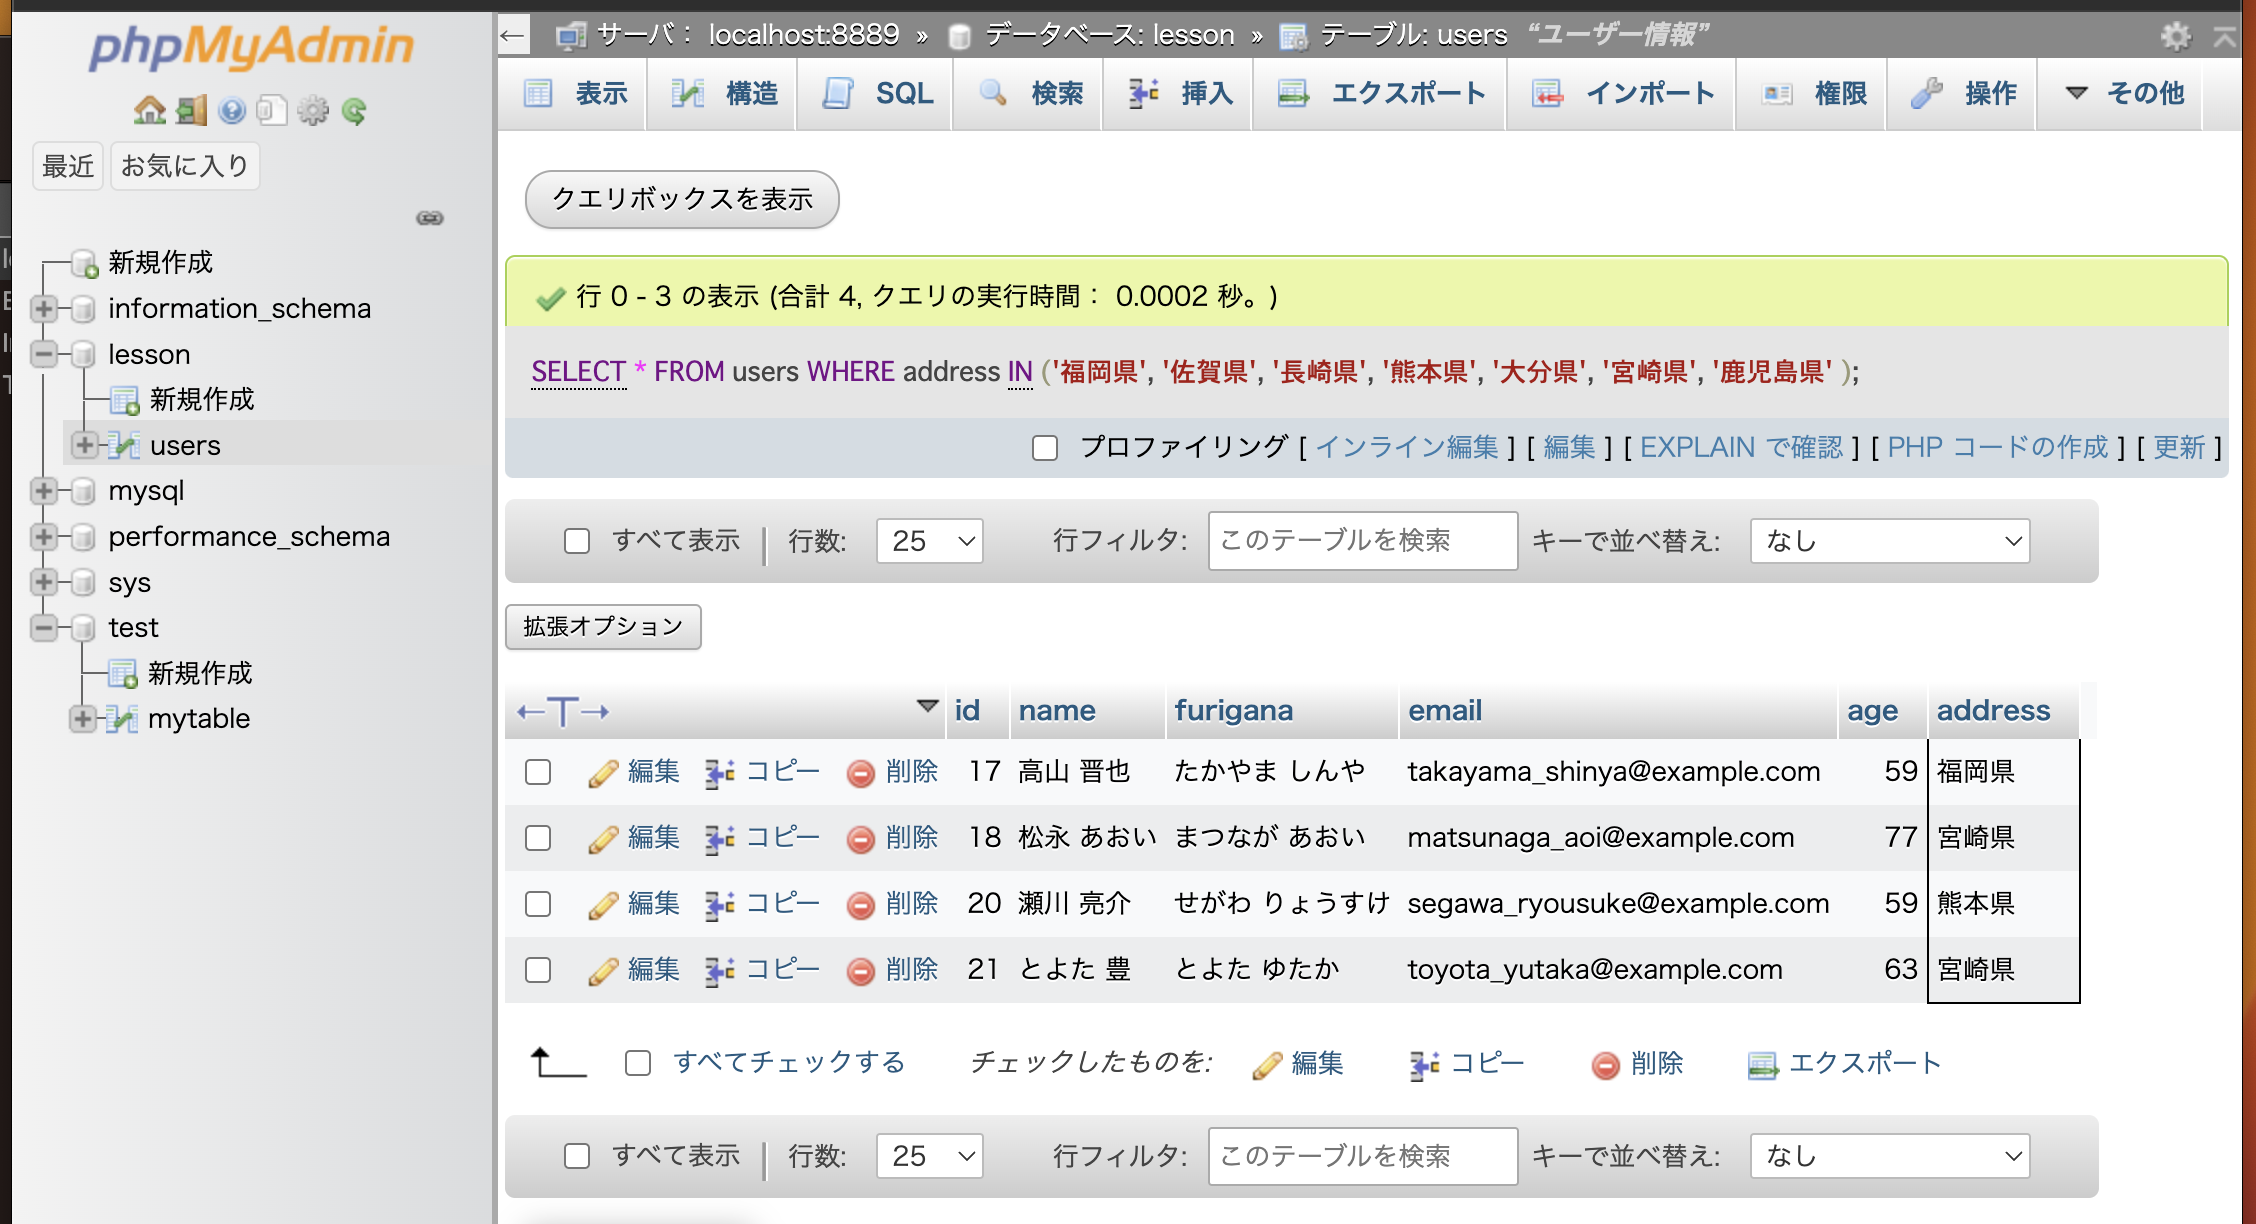 phpMyAdmin
最近 お気に入り
新規作成
information_schema
lesson
新規作成
users
mysql
performance_schema
sys
test
新規作成
mytable
サーバ: localhost:8889 » データベース: lesson » テーブル: users “ユーザー情報”
表示 構造 SQL 検索 挿入 エクスポート インポート 権限 操作 その他
クエリボックスを表示
行 0 - 3 の表示 (合計 4, クエリの実行時間: 0.0002 秒。)
SELECT * FROM users WHERE address IN ('福岡県', '佐賀県', '長崎県', '熊本県', '大分県', '宮崎県', '鹿児島県' );
プロファイリング [ インライン編集 ] [ 編集 ] [ EXPLAIN で確認 ] [ PHP コードの作成 ] [ 更新 ]
すべて表示 | 行数: 25 行フィルタ: このテーブルを検索 キーで並べ替え: なし
拡張オプション
←T→ id name furigana email age address
編集 コピー 削除 17 高山 晋也 たかやま しんや takayama_shinya@example.com 59 福岡県
編集 コピー 削除 18 松永 あおい まつなが あおい matsunaga_aoi@example.com 77 宮崎県
編集 コピー 削除 20 瀬川 亮介 せがわ りょうすけ segawa_ryousuke@example.com 59 熊本県
編集 コピー 削除 21 とよた 豊 とよた ゆたか toyota_yutaka@example.com 63 宮崎県
すべてチェックする チェックしたものを: 編集 コピー 削除 エクスポート
すべて表示 | 行数: 25 行フィルタ: このテーブルを検索 キーで並べ替え: なし